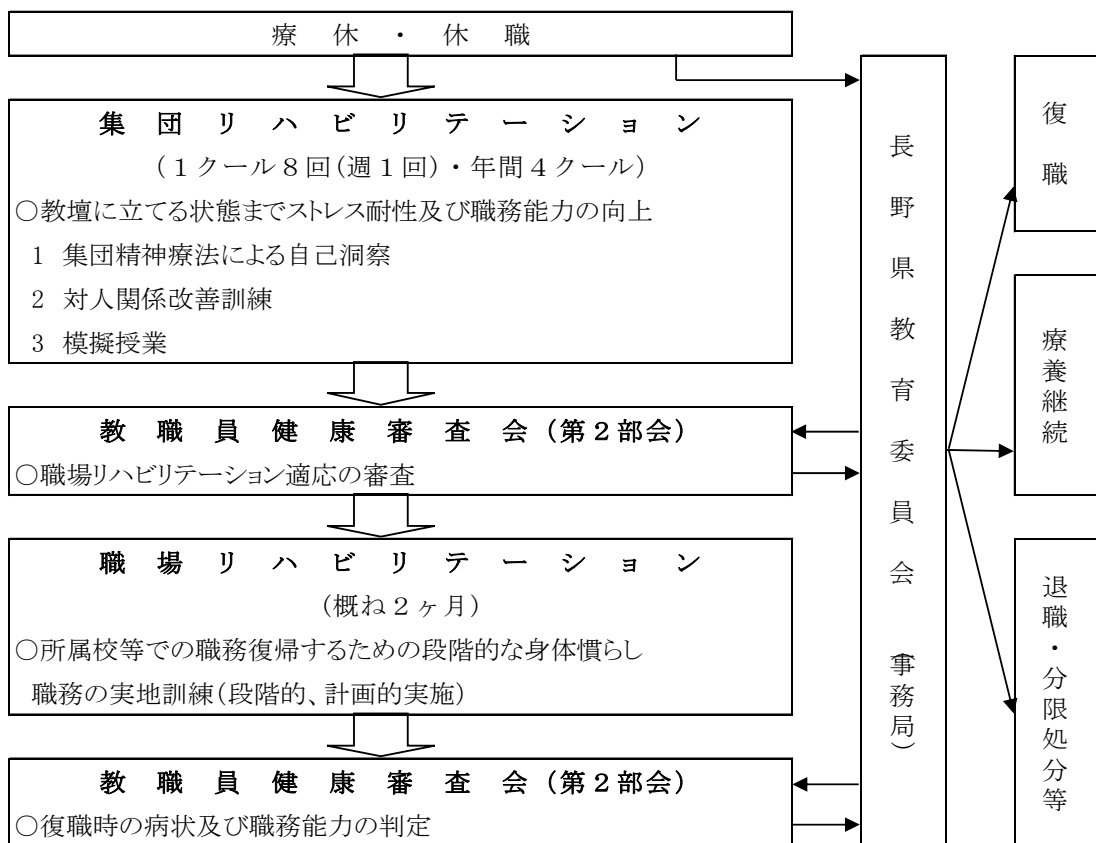 療休・休職
集団リハビリテーション
（１クール８回（週１回）・年間４クール）
○教壇に立てる状態までストレス耐性及び職務能力の向上
1 集団精神療法による自己洞察
2 対人関係改善訓練
3 模擬授業
教職員健康審査会（第２部会）
○職場リハビリテーション適応の審査
職場リハビリテーション
（概ね２ヶ月）
○所属校等での職務復帰するための段階的な身体慣らし
職務の実地訓練（段階的、計画的実施）
教職員健康審査会（第２部会）
○復職時の病状及び職務能力の判定
長野県教育委員会（事務局）
復職
療養継続
退職・分限処分等